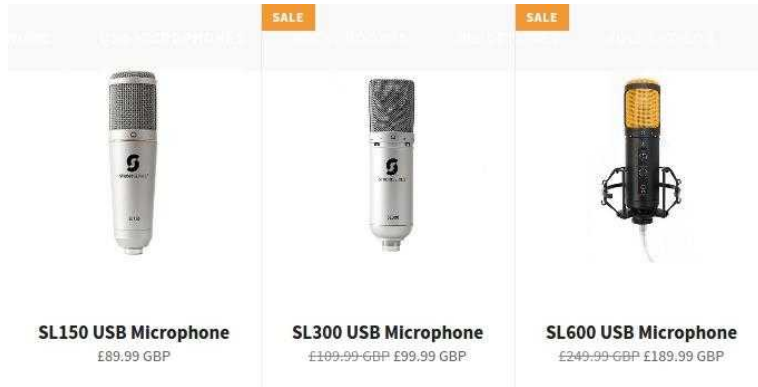 SALE
SALE
SL150 USB Microphone
SL300 USB Microphone
SL600 USB Microphone
£89.99 GBP
£109.99 GBP £99.99 GBP
£249.99 GBP £189.99 GBP